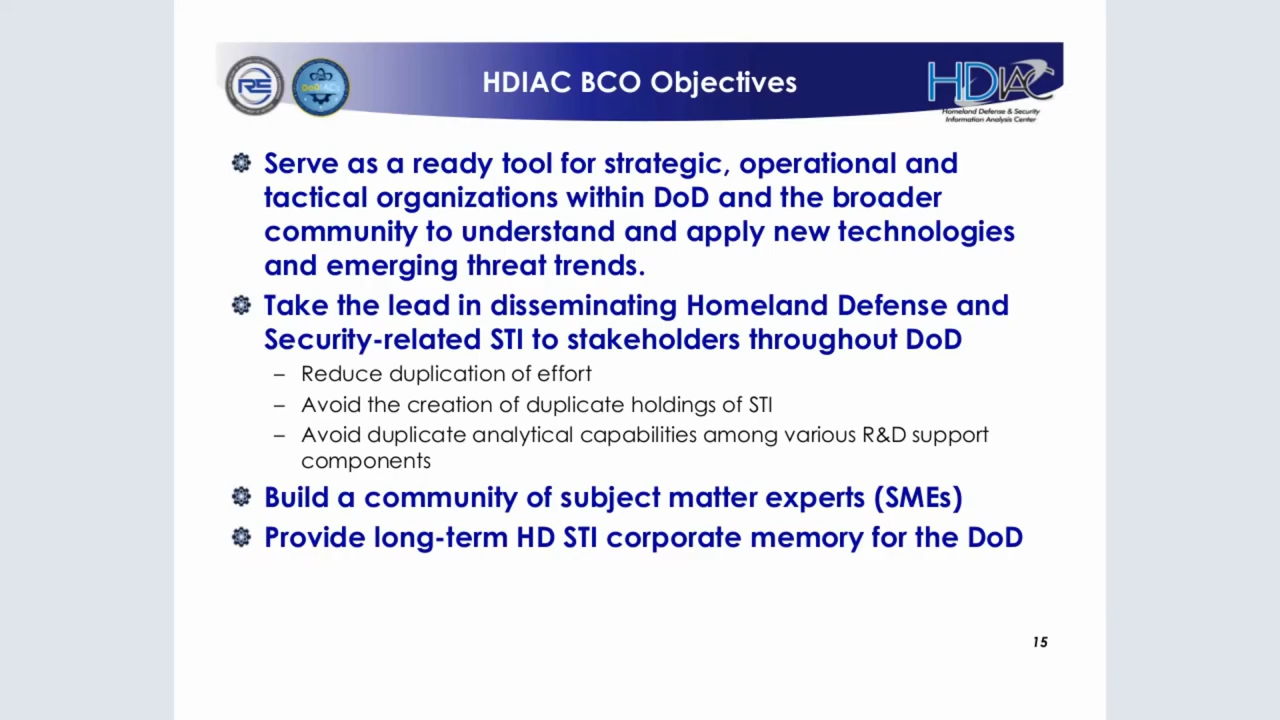 HDIAC BCO Objectives
RE
DoDIACs
HDIAC
Homeland Defense & Security
Information Analysis Center
Serve as a ready tool for strategic, operational and
tactical organizations within DoD and the broader
community to understand and apply new technologies
and emerging threat trends.
Take the lead in disseminating Homeland Defense and
Security-related STI to stakeholders throughout DoD
– Reduce duplication of effort
– Avoid the creation of duplicate holdings of STI
– Avoid duplicate analytical capabilities among various R&D support
components
Build a community of subject matter experts (SMEs)
Provide long-term HD STI corporate memory for the DoD
15